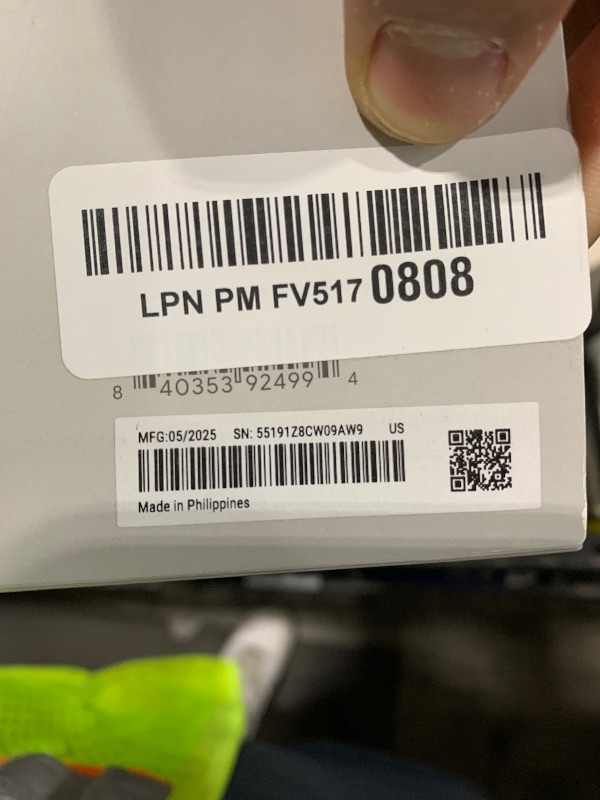 LPN PM FV517 0808
8 40353 92499 4
MFG:05/2025 SN: 55191Z8CW09AW9 US
Made in Philippines